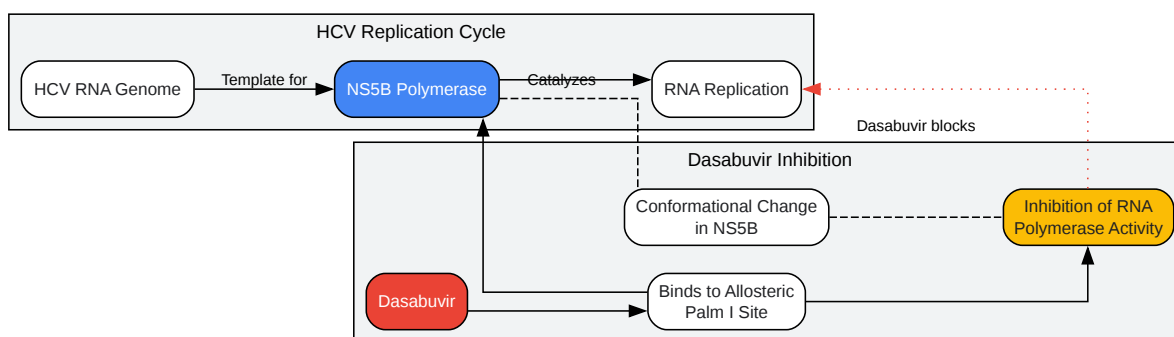 HCV Replication Cycle
HCV RNA Genome
Template for
NS5B Polymerase
Catalyzes
RNA Replication
Dasabuvir blocks
Dasabuvir Inhibition
Conformational Change
in NS5B
Inhibition of RNA
Polymerase Activity
Dasabuvir
Binds to Allosteric
Palm I Site